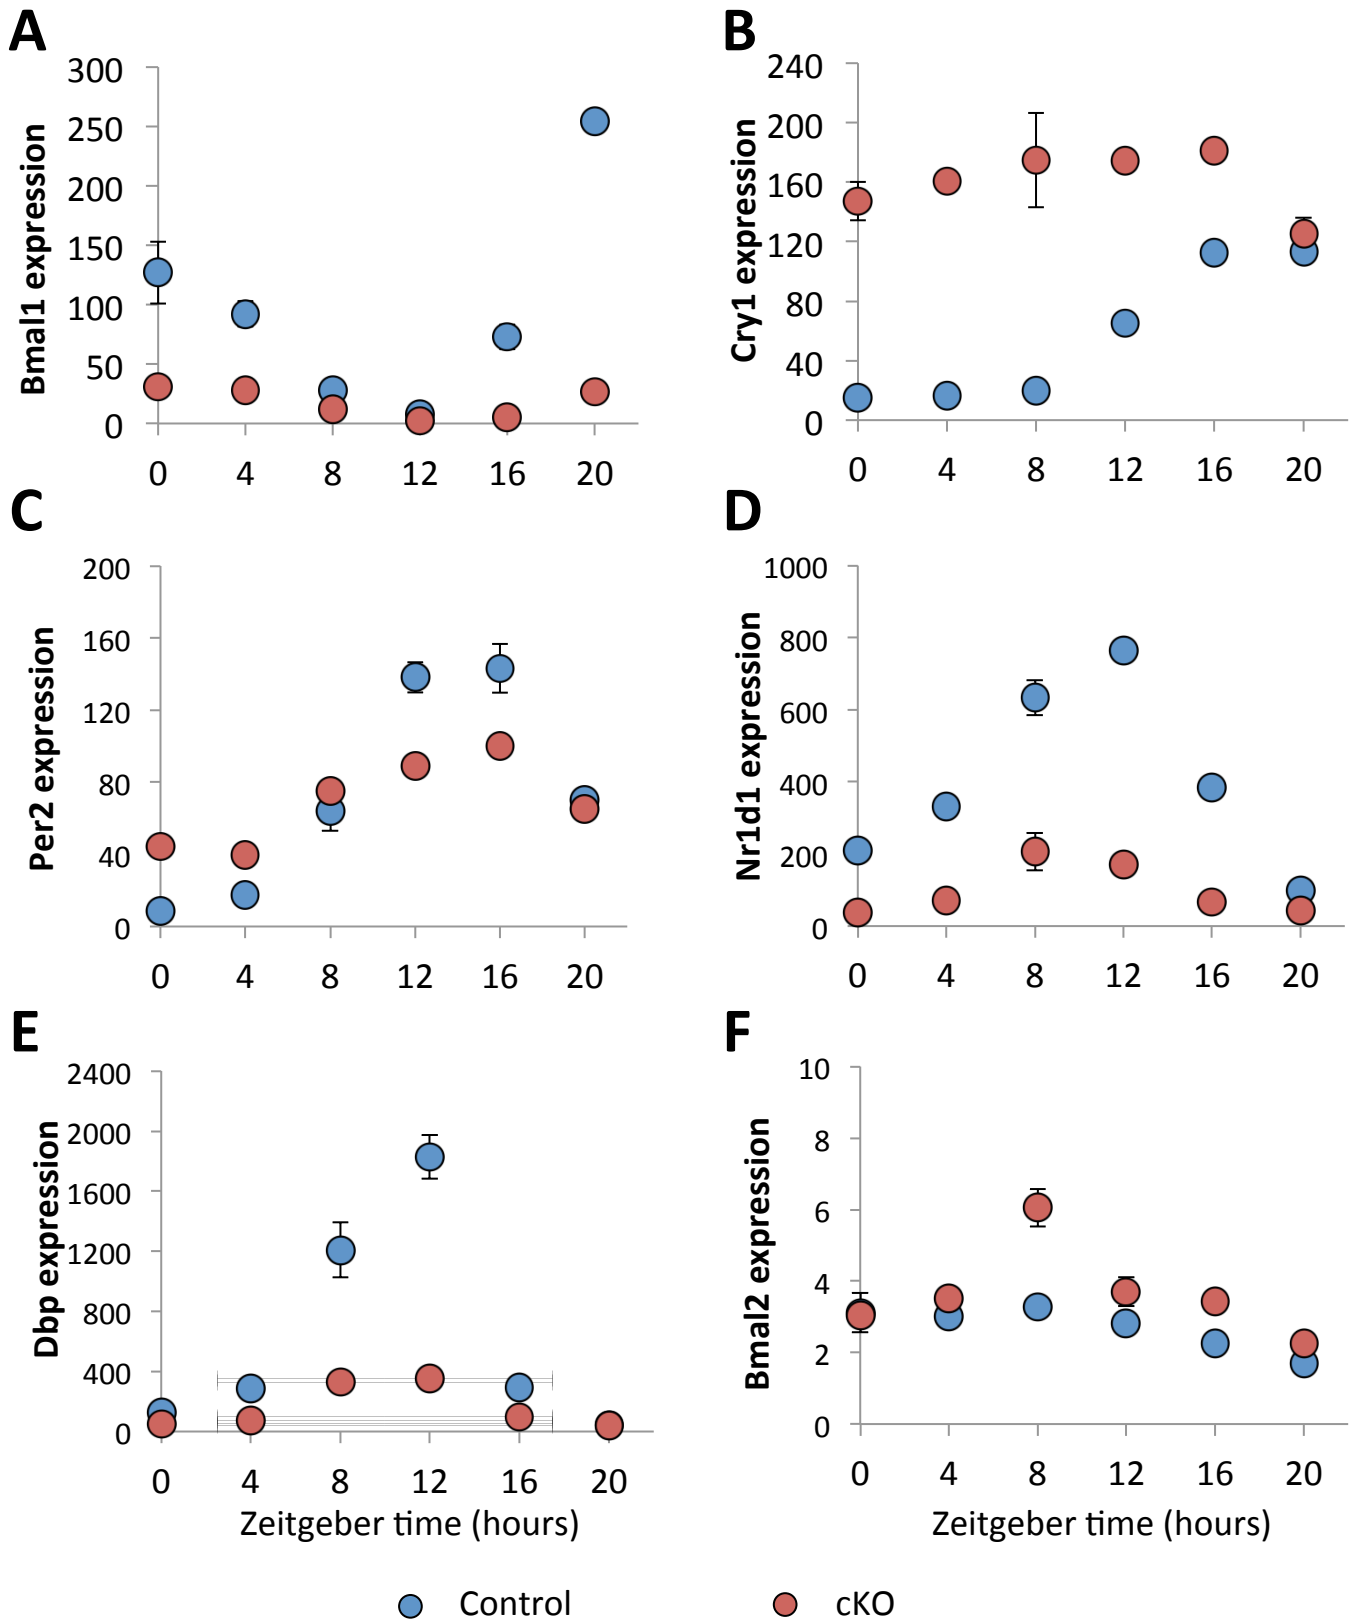 A
Bmal1 expression
300
250
200
150
100
50
0
0 4 8 12 16 20
B
Cry1 expression
240
200
160
120
80
40
0
0 4 8 12 16 20
C
Per2 expression
200
160
120
80
40
0
0 4 8 12 16 20
D
Nr1d1 expression
1000
800
600
400
200
0
0 4 8 12 16 20
E
Dbp expression
2400
2000
1600
1200
800
400
0
0 4 8 12 16 20
Zeitgeber time (hours)
F
Bmal2 expression
10
8
6
4
2
0
0 4 8 12 16 20
Zeitgeber time (hours)
Control
cKO